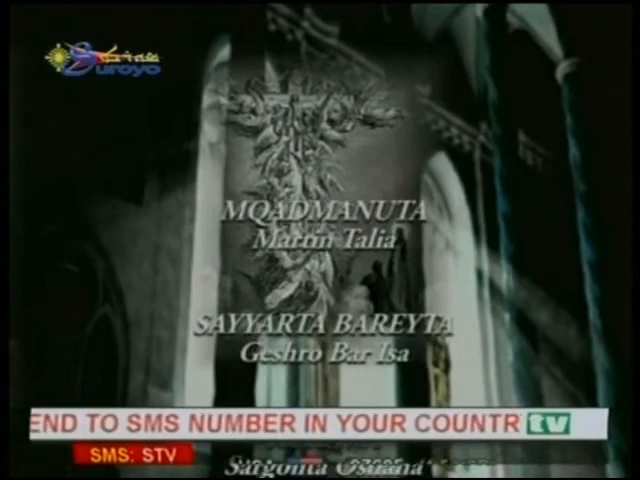 Suroyo
MQADMANUTA
Martin Talia
SAYYARTA BAREYTA
Geshro Bar Isa
END TO SMS NUMBER IN YOUR COUNTR
tv
SMS: STV